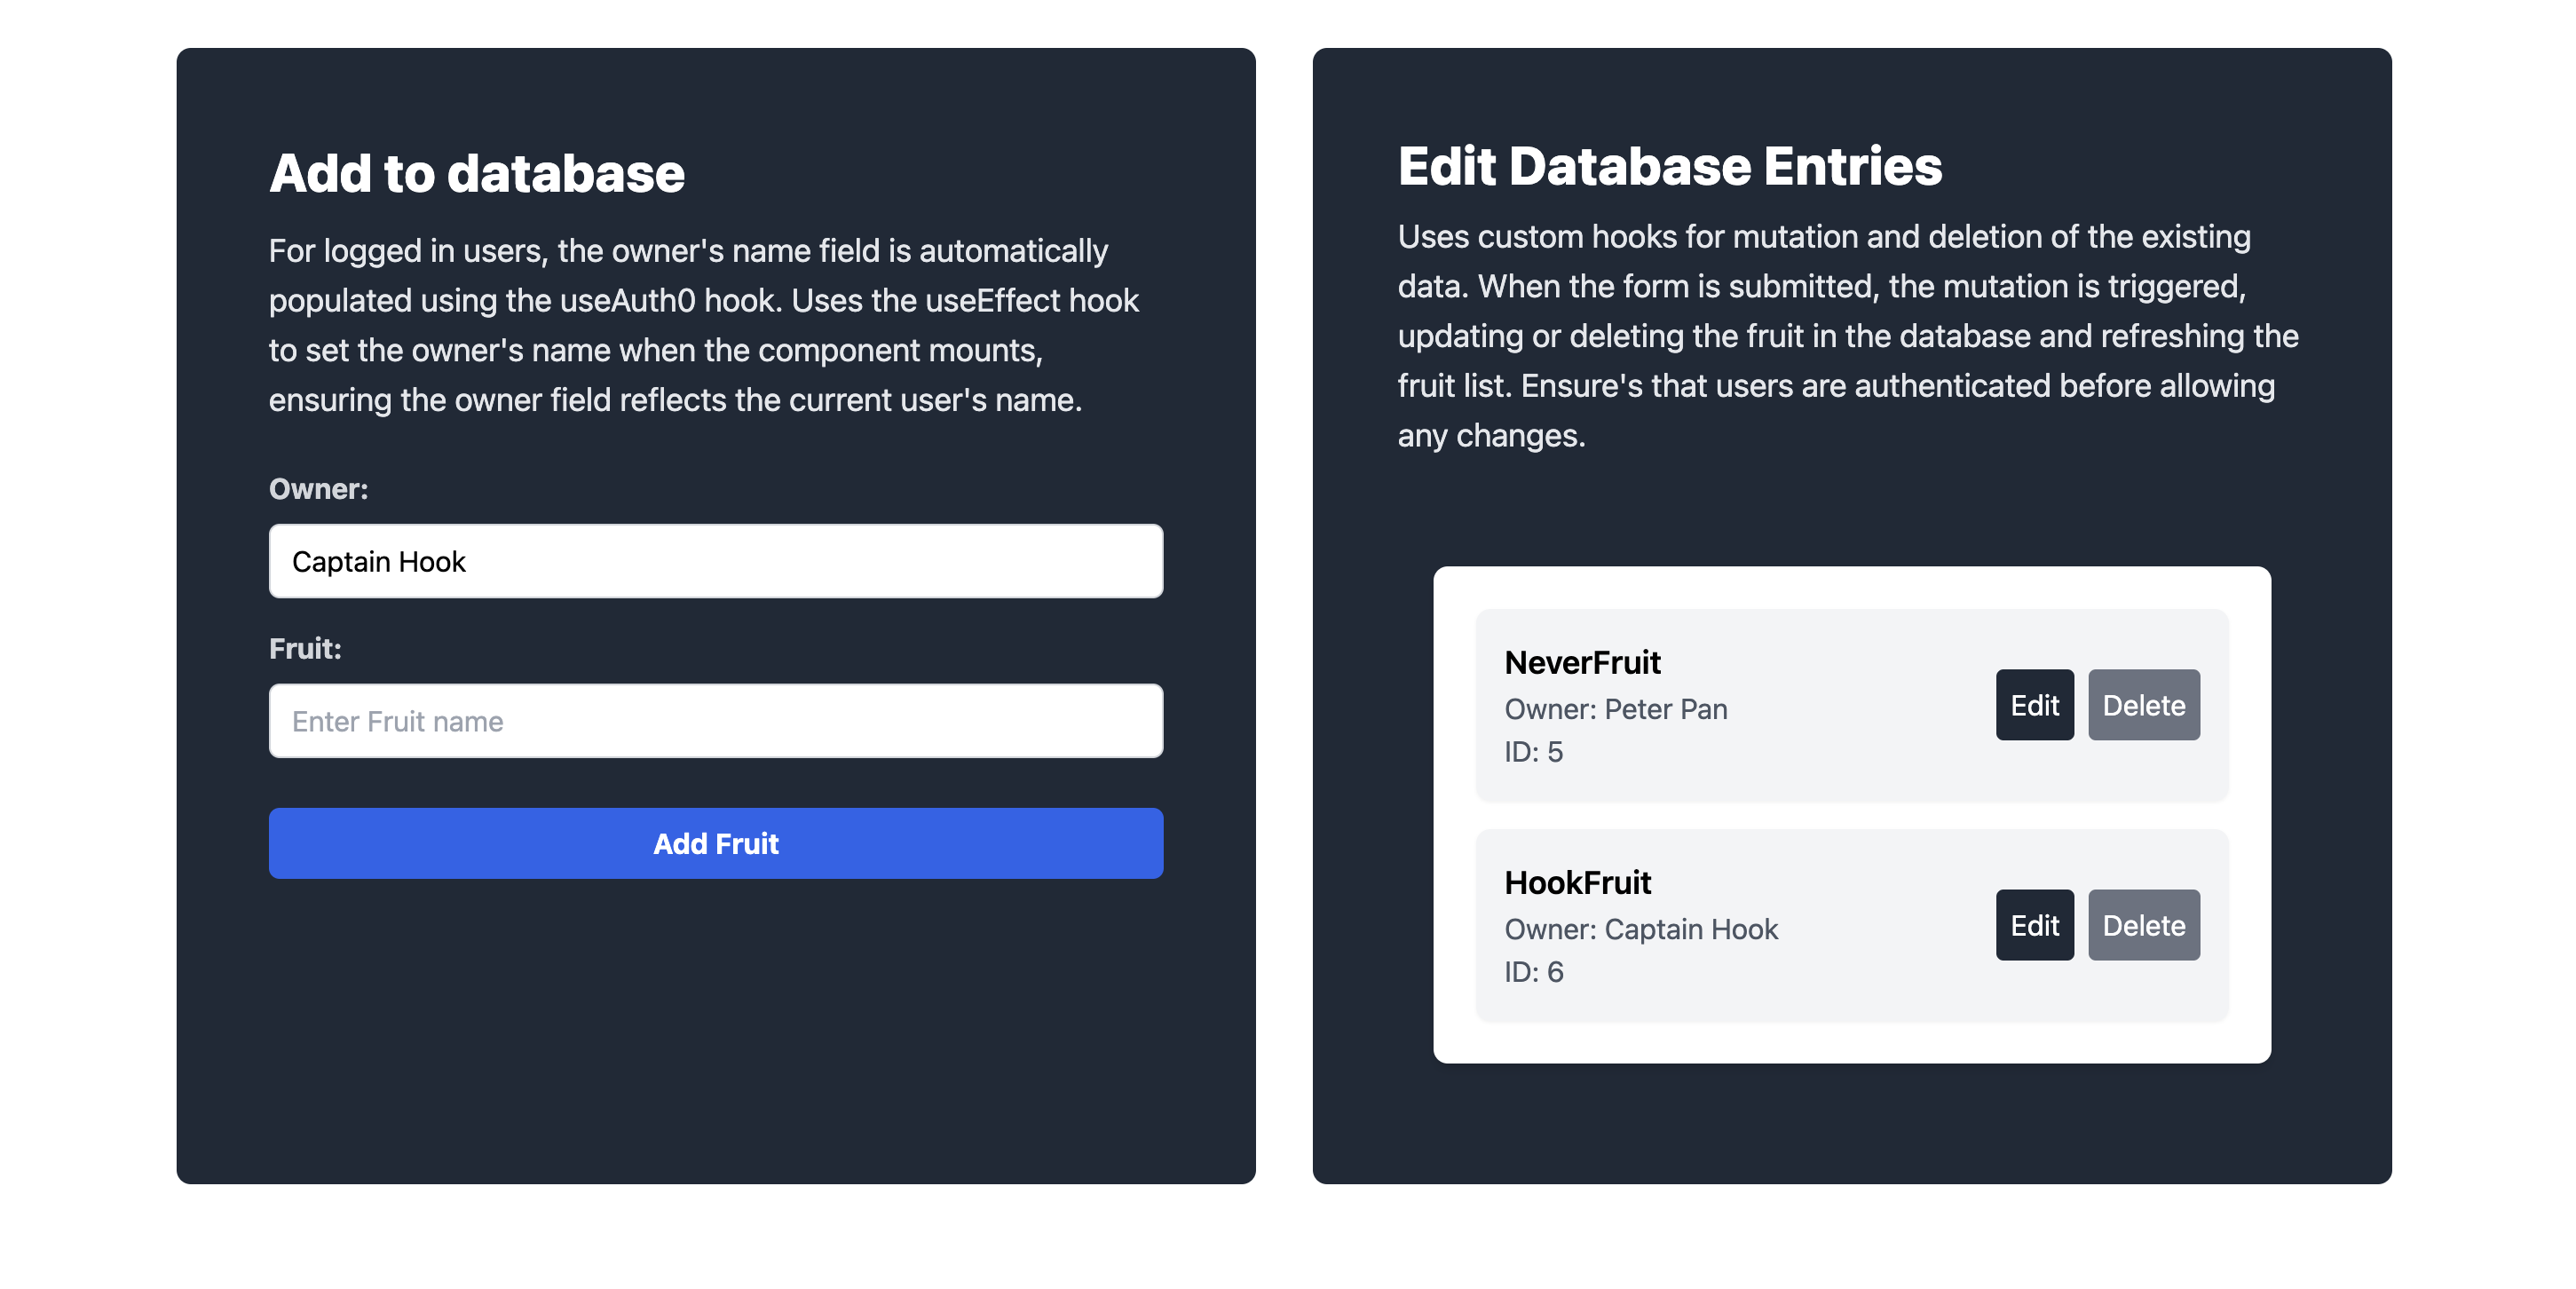 Add to database
For logged in users, the owner's name field is automatically
populated using the useAuth0 hook. Uses the useEffect hook
to set the owner's name when the component mounts,
ensuring the owner field reflects the current user's name.
Owner:
Captain Hook
Fruit:
Enter Fruit name
Add Fruit
Edit Database Entries
Uses custom hooks for mutation and deletion of the existing
data. When the form is submitted, the mutation is triggered,
updating or deleting the fruit in the database and refreshing the
fruit list. Ensure's that users are authenticated before allowing
any changes.
NeverFruit
Owner: Peter Pan
ID: 5
Edit
Delete
HookFruit
Owner: Captain Hook
ID: 6
Edit
Delete